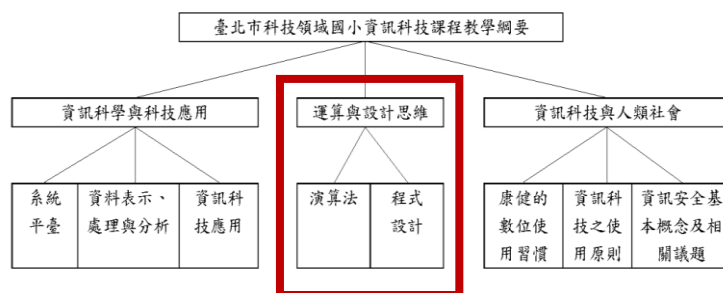 臺北市科技領域國小資訊科技課程教學綱要
資訊科學與科技應用
運算與設計思維
資訊科技與人類社會
系統
平臺
資料表示、
處理與分析
資訊科
技應用
演算法
程式
設計
康健的
數位使
用習慣
資訊科
技之使
用原則
資訊安全基
本概念及相
關議題